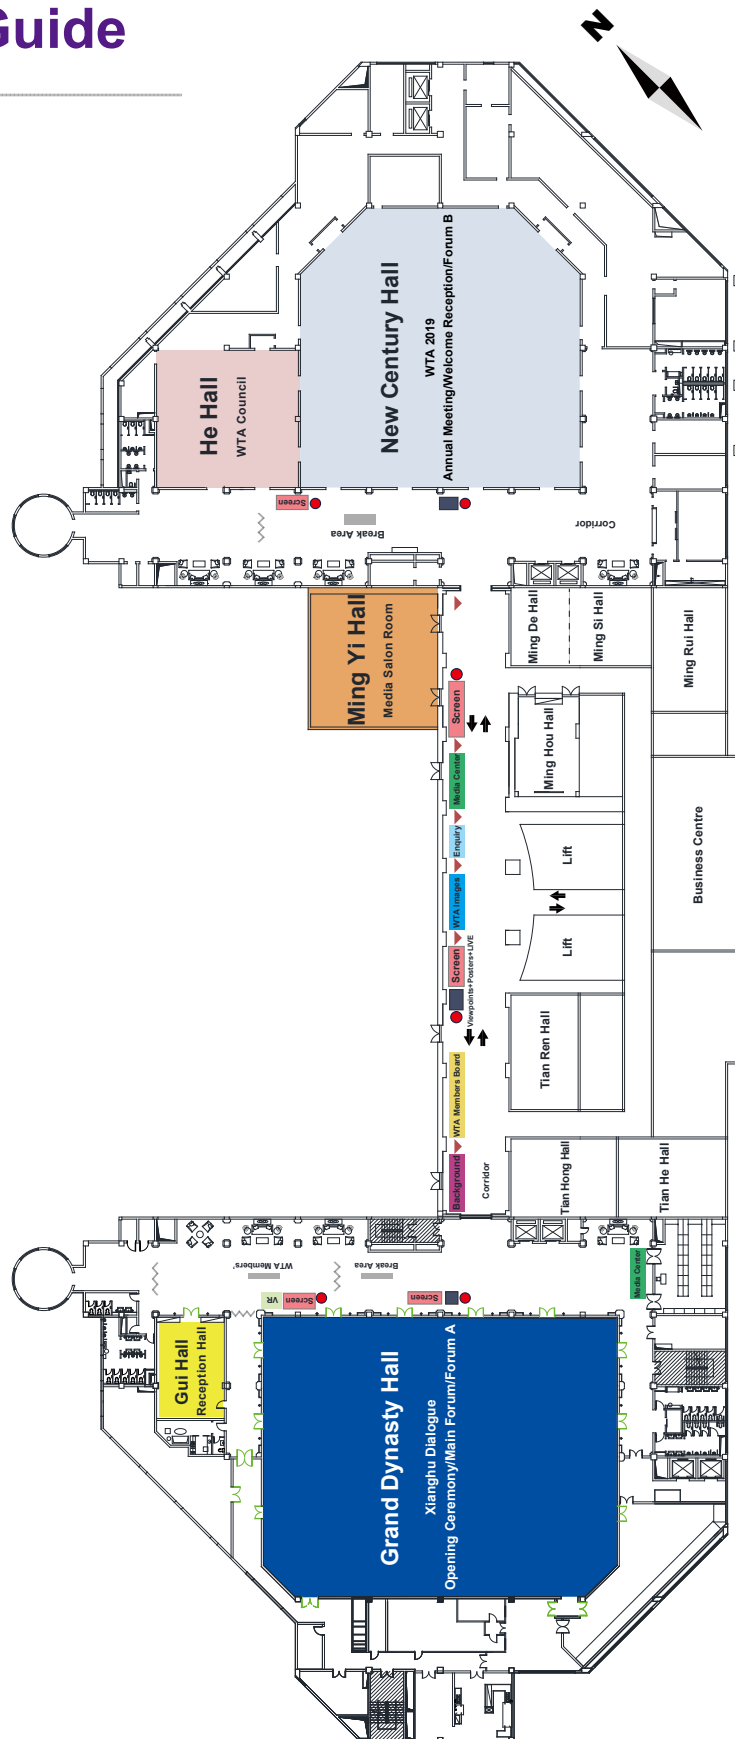 Guide
N
New Century Hall
WTA 2019
Annual Meeting/Welcome Reception/Forum B
He Hall
WTA Council
Screen
Break Area
Corridor
Ming Yi Hall
Media Salon Room
Ming De Hall
Ming Si Hall
Ming Rui Hall
Screen
Ming Hou Hall
Media Center
Enquiry
Lift
Business Centre
WTA Images
Lift
Screen
Viewpoints+Posters+LIVE
Tian Ren Hall
WTA Members Board
Background
Corridor
Tian Hong Hall
Tian He Hall
WTA Members'
Break Area
Media Center
VR
Screen
Screen
Gui Hall
Reception Hall
Grand Dynasty Hall
Xianghu Dialogue
Opening Ceremony/Main Forum/Forum A